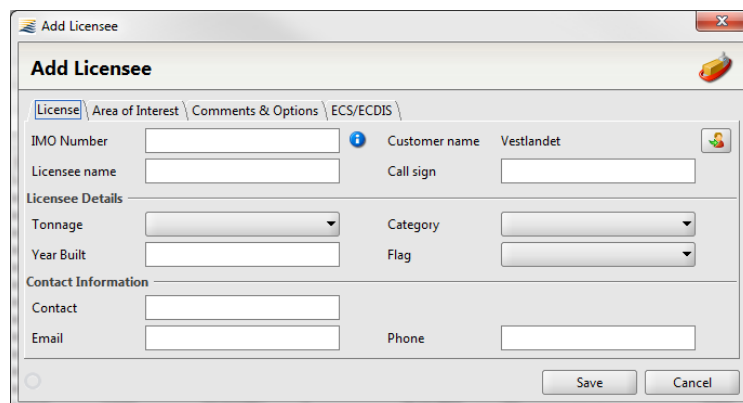 Add Licensee
Add Licensee
License Area of Interest Comments & Options ECS/ECDIS
IMO Number Customer name Vestlandet
Licensee name Call sign
Licensee Details
Tonnage Category
Year Built Flag
Contact Information
Contact
Email Phone
Save Cancel